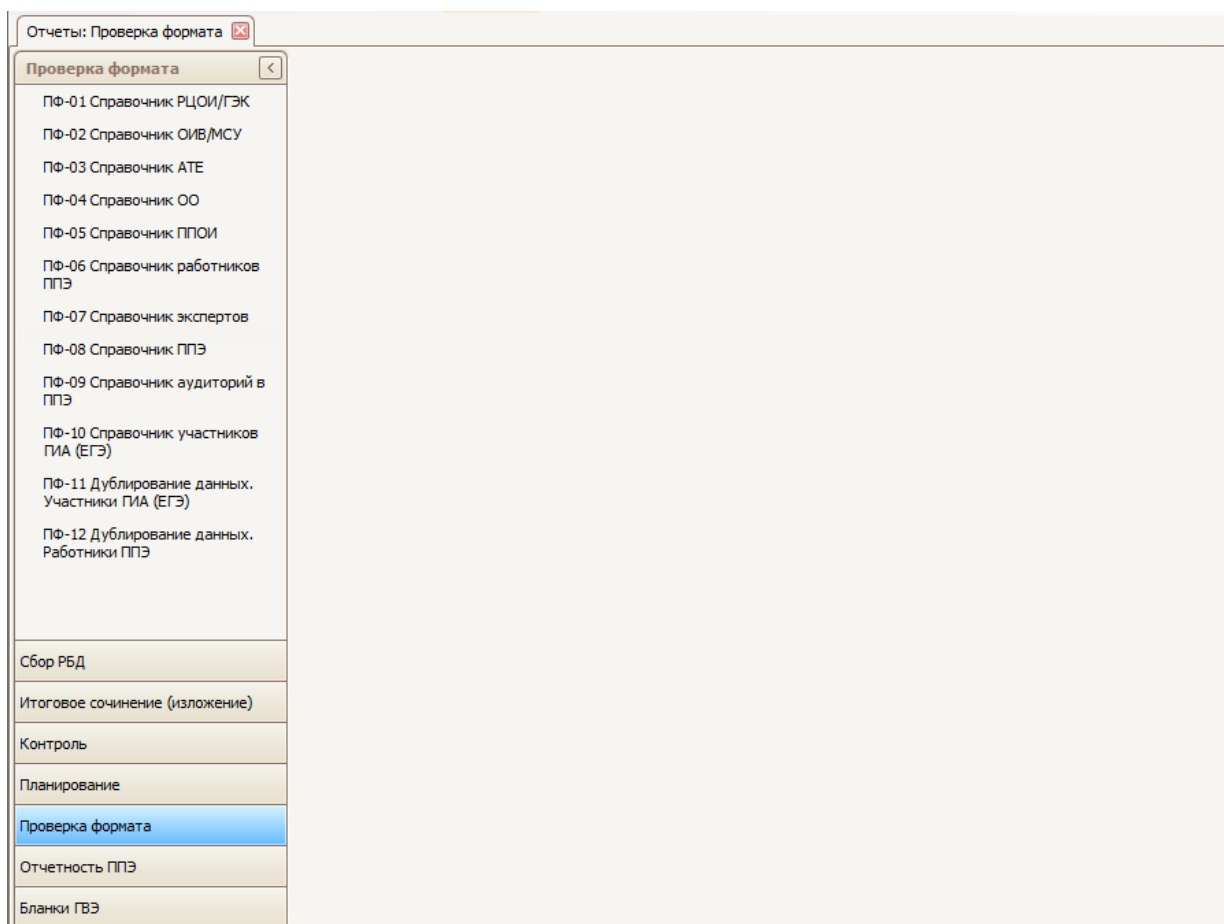 Отчеты: Проверка формата
Проверка формата
ПФ-01 Справочник РЦОИ/ГЭК
ПФ-02 Справочник ОИВ/МСУ
ПФ-03 Справочник АТЕ
ПФ-04 Справочник ОО
ПФ-05 Справочник ППОИ
ПФ-06 Справочник работников
ППЭ
ПФ-07 Справочник экспертов
ПФ-08 Справочник ППЭ
ПФ-09 Справочник аудиторий в
ППЭ
ПФ-10 Справочник участников
ГИА (ЕГЭ)
ПФ-11 Дублирование данных.
Участники ГИА (ЕГЭ)
ПФ-12 Дублирование данных.
Работники ППЭ
Сбор РБД
Итоговое сочинение (изложение)
Контроль
Планирование
Проверка формата
Отчетность ППЭ
Бланки ГВЭ